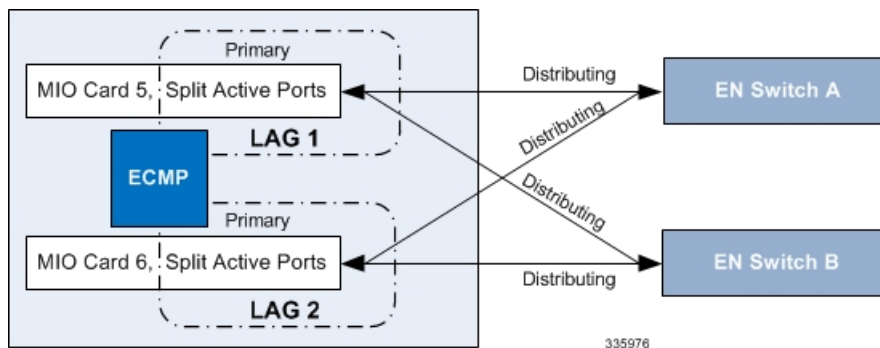 Primary
MIO Card 5, Split Active Ports
LAG 1
ECMP
Primary
MIO Card 6, Split Active Ports
LAG 2
Distributing
Distributing
Distributing
Distributing
EN Switch A
EN Switch B
335976